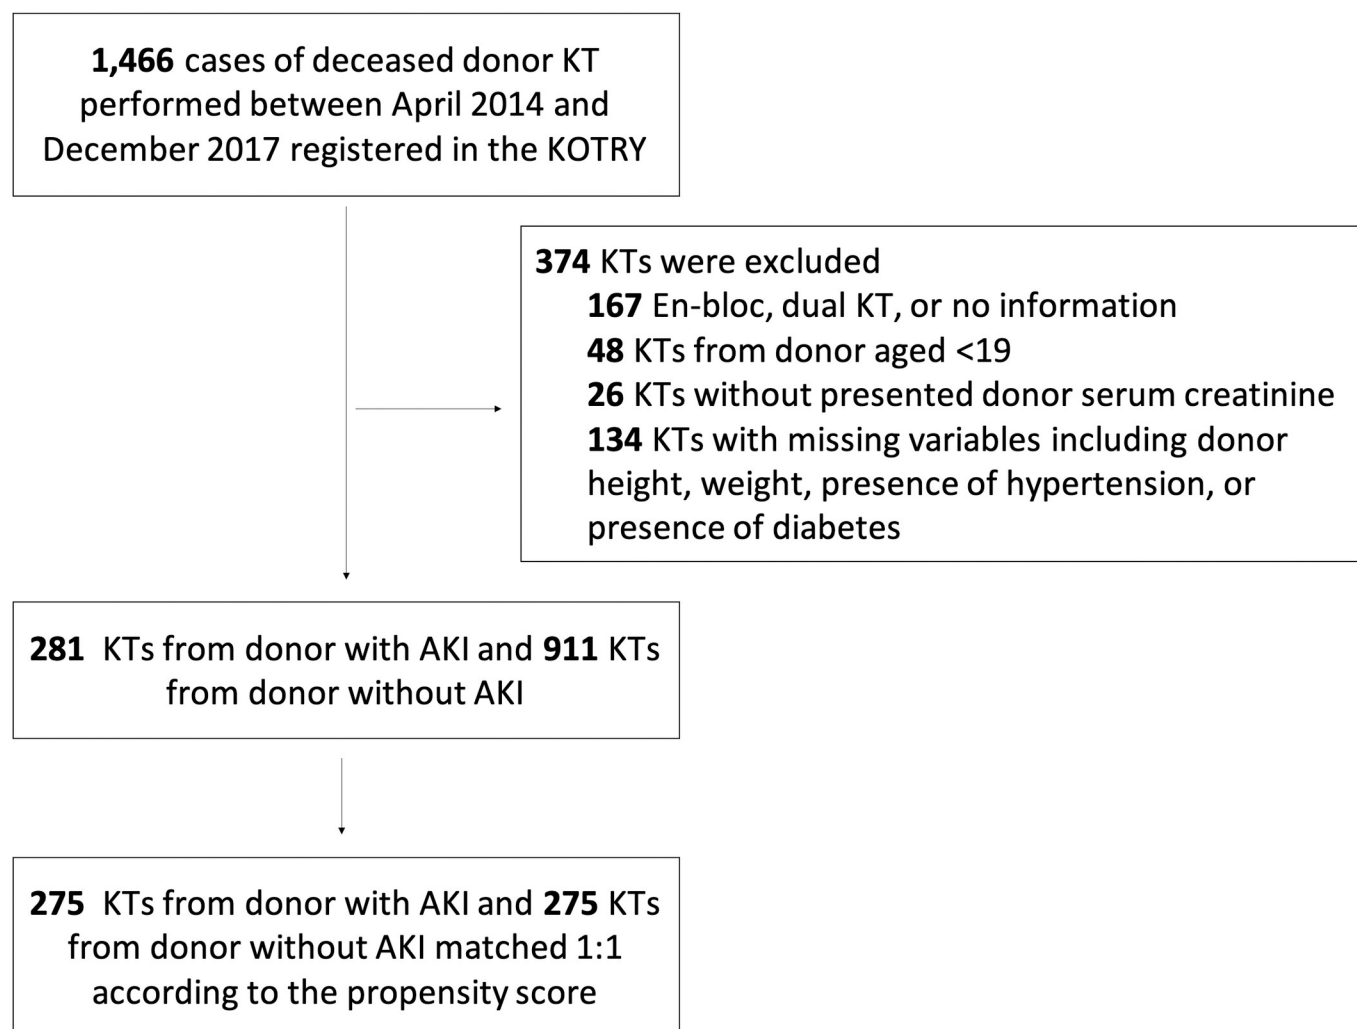 1,466 cases of deceased donor KT
performed between April 2014 and
December 2017 registered in the KOTRY
374 KTs were excluded
167 En-bloc, dual KT, or no information
48 KTs from donor aged <19
26 KTs without presented donor serum creatinine
134 KTs with missing variables including donor
height, weight, presence of hypertension, or
presence of diabetes
281 KTs from donor with AKI and 911 KTs
from donor without AKI
275 KTs from donor with AKI and 275 KTs
from donor without AKI matched 1:1
according to the propensity score